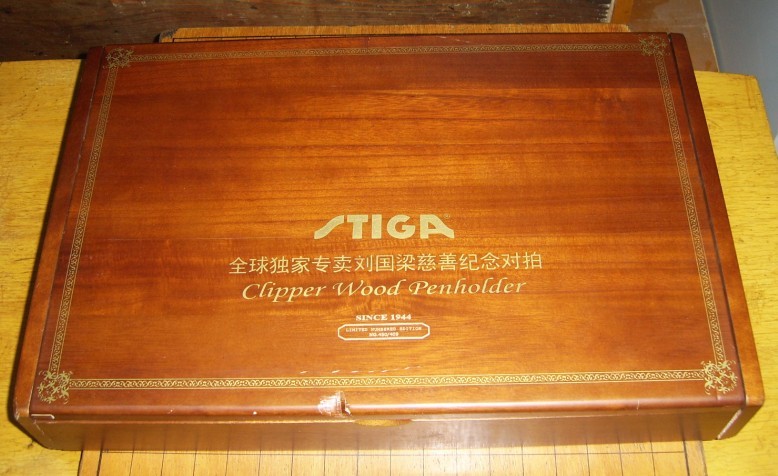 STIGA
全球独家专卖刘国梁慈善纪念对拍
Clipper Wood Penholder
SINCE 1944
LIMITED NUMBERED EDITION